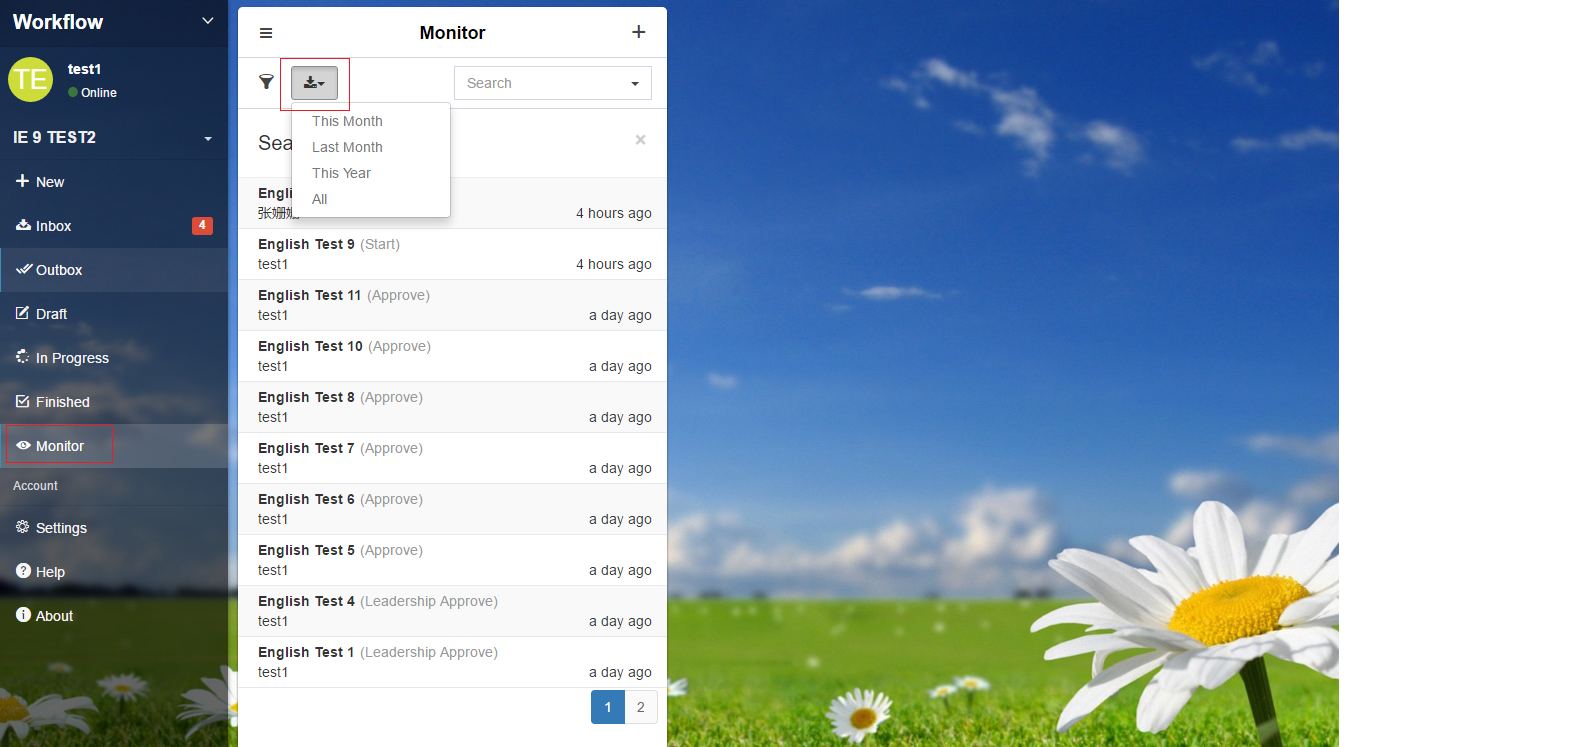 Workflow
TE
test1
Online
IE 9 TEST2
New
Inbox 4
Outbox
Draft
In Progress
Finished
Monitor
Account
Settings
Help
About
Monitor
Search
This Month
Last Month
This Year
All
4 hours ago
English Test 9 (Start)
test1 4 hours ago
English Test 11 (Approve)
test1 a day ago
English Test 10 (Approve)
test1 a day ago
English Test 8 (Approve)
test1 a day ago
English Test 7 (Approve)
test1 a day ago
English Test 6 (Approve)
test1 a day ago
English Test 5 (Approve)
test1 a day ago
English Test 4 (Leadership Approve)
test1 a day ago
English Test 1 (Leadership Approve)
test1 a day ago
1 2